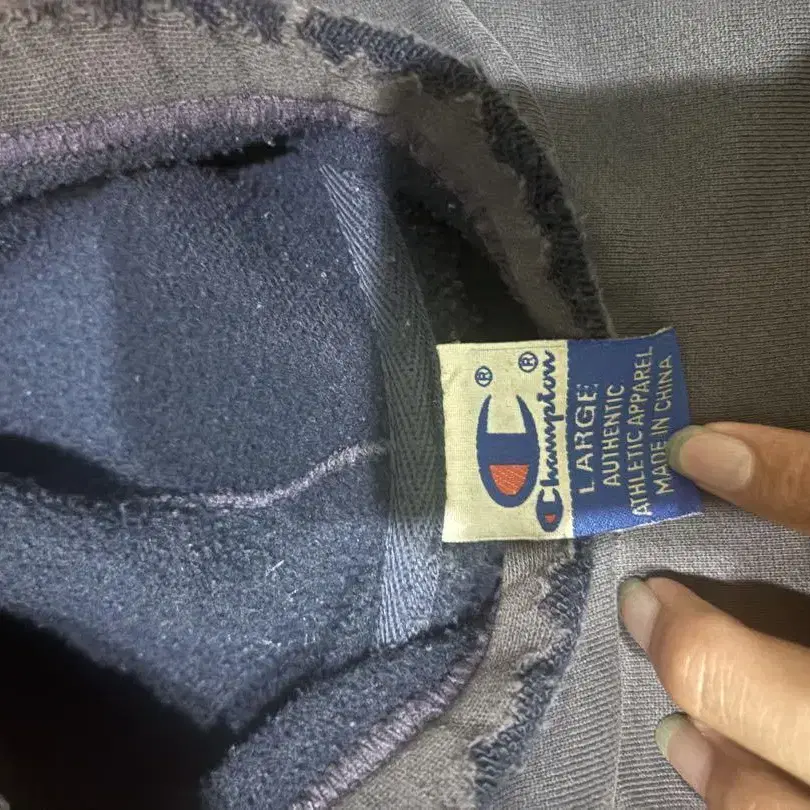 ®
Champion®
LARGE
AUTHENTIC
ATHLETIC APPAREL
MADE IN CHINA